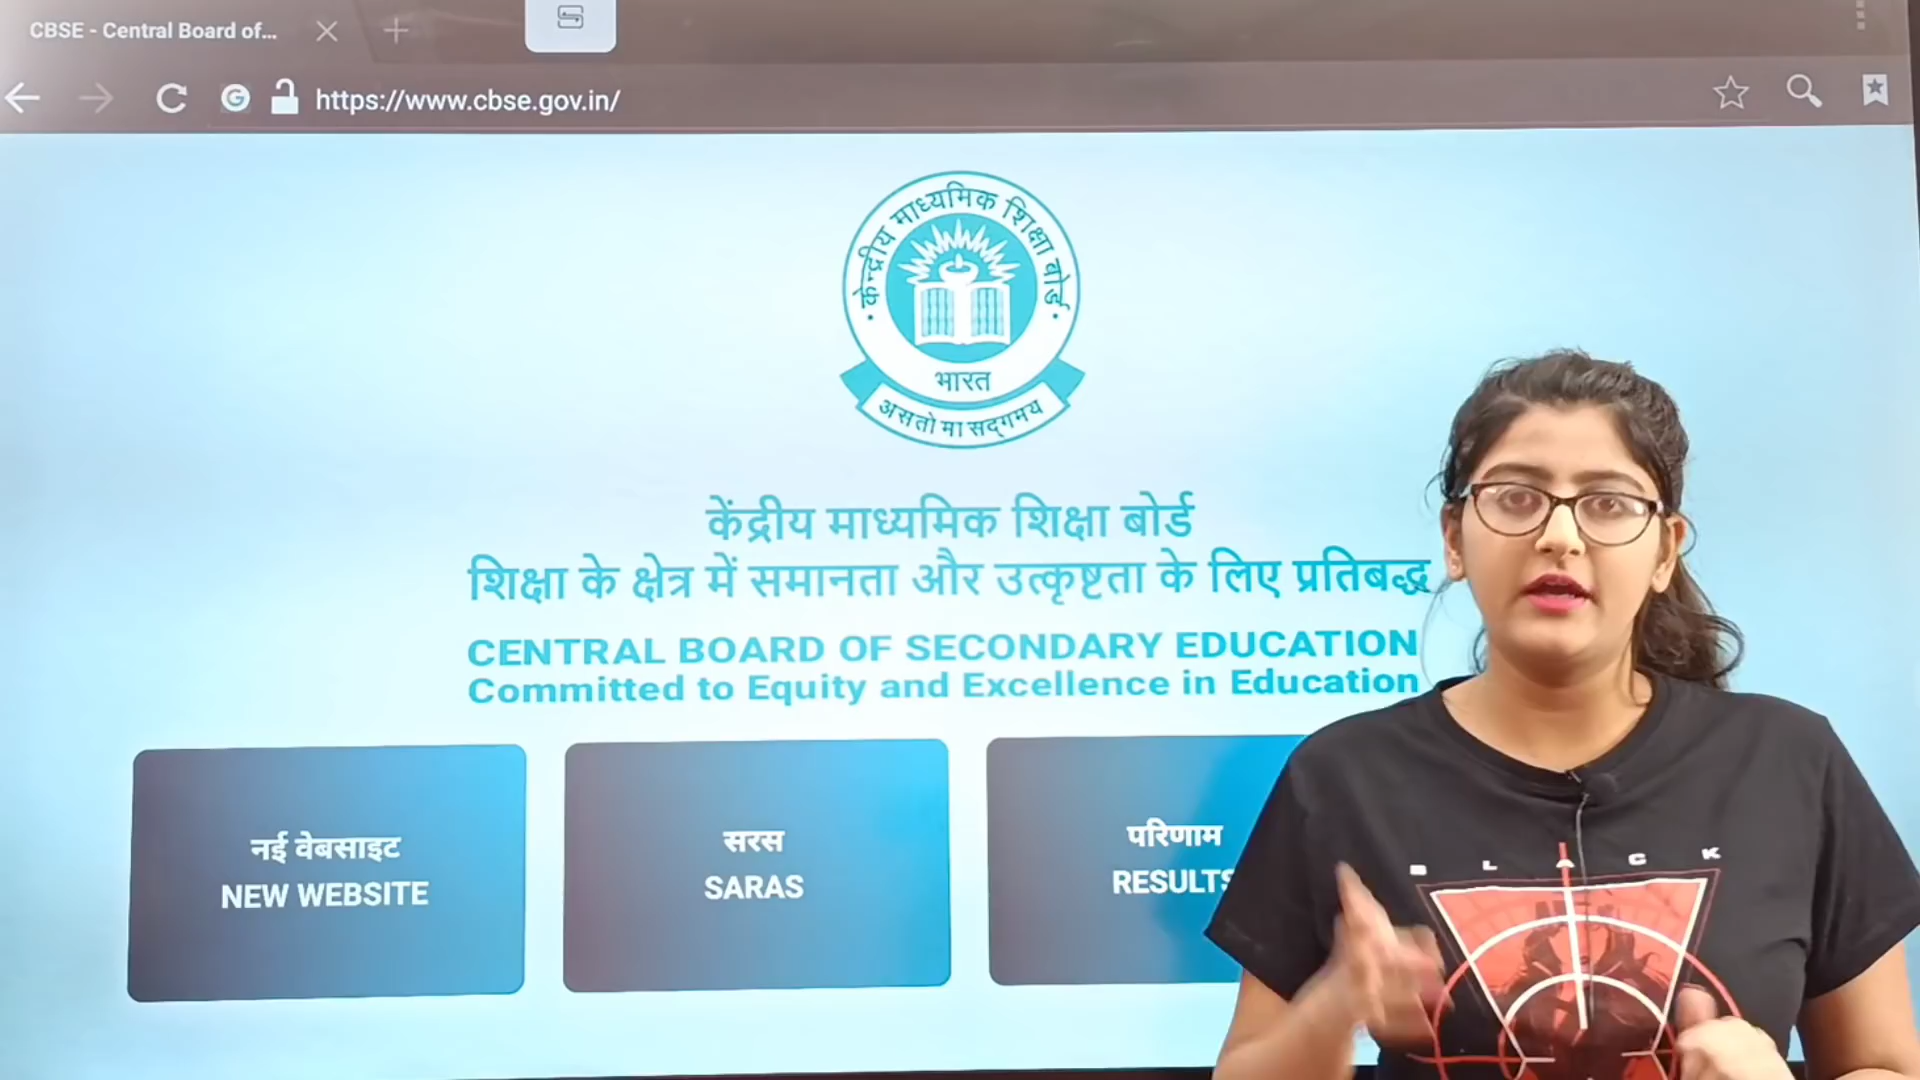 CBSE - Central Board of...
https://www.cbse.gov.in/
केन्द्रीय माध्यमिक शिक्षा बोर्ड
भारत
असतो मा सद्गमय
केंद्रीय माध्यमिक शिक्षा बोर्ड
शिक्षा के क्षेत्र में समानता और उत्कृष्टता के लिए प्रतिबद्ध
CENTRAL BOARD OF SECONDARY EDUCATION
Committed to Equity and Excellence in Education
नई वेबसाइट
NEW WEBSITE
सरस
SARAS
परिणाम
RESULTS
BLACK